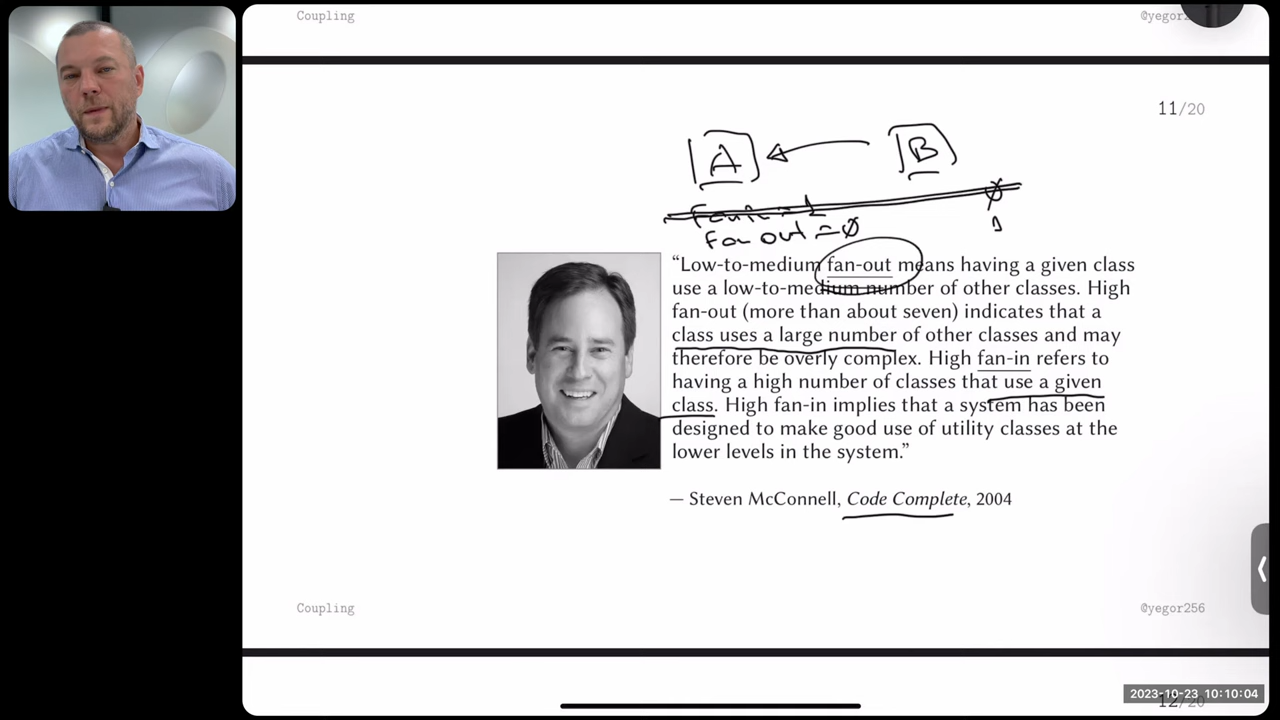 Coupling
11/20
A B
Fan out = 0
“Low-to-medium fan-out means having a given class
use a low-to-medium number of other classes. High
fan-out (more than about seven) indicates that a
class uses a large number of other classes and may
therefore be overly complex. High fan-in refers to
having a high number of classes that use a given
class. High fan-in implies that a system has been
designed to make good use of utility classes at the
lower levels in the system.”
— Steven McConnell, Code Complete, 2004
Coupling @yegor256
2023-10-23 10:10:04
12/20